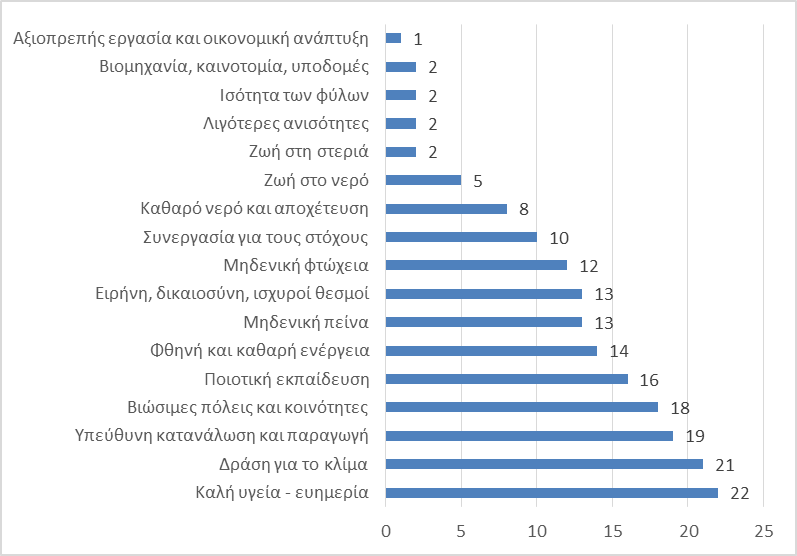 Αξιοπρεπής εργασία και οικονομική ανάπτυξη 1
Βιομηχανία, καινοτομία, υποδομές 2
Ισότητα των φύλων 2
Λιγότερες ανισότητες 2
Ζωή στη στεριά 2
Ζωή στο νερό 5
Καθαρό νερό και αποχέτευση 8
Συνεργασία για τους στόχους 10
Μηδενική φτώχεια 12
Ειρήνη, δικαιοσύνη, ισχυροί θεσμοί 13
Μηδενική πείνα 13
Φθηνή και καθαρή ενέργεια 14
Ποιοτική εκπαίδευση 16
Βιώσιμες πόλεις και κοινότητες 18
Υπεύθυνη κατανάλωση και παραγωγή 19
Δράση για το κλίμα 21
Καλή υγεία - ευημερία 22
0 5 10 15 20 25